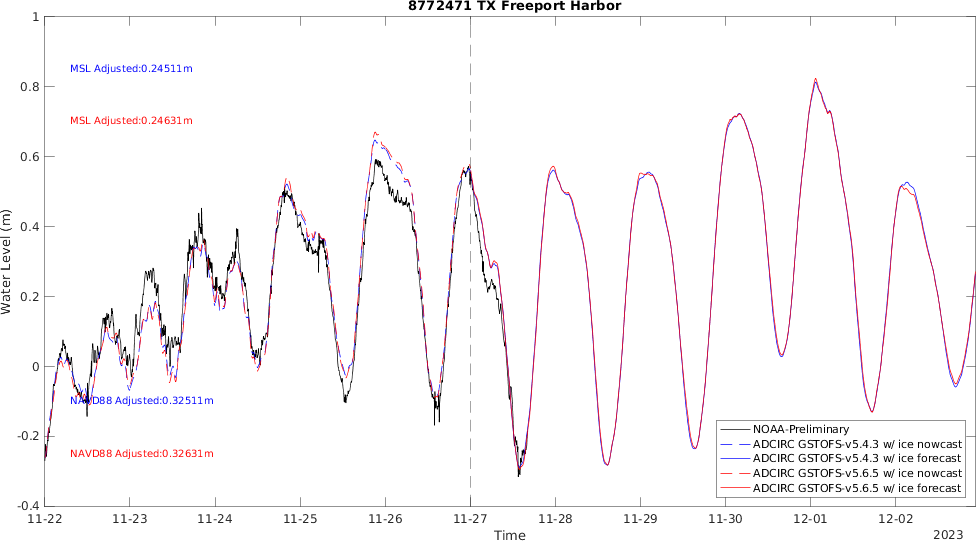 8772471 TX Freeport Harbor
1
0.8
0.6
0.4
0.2
0
-0.2
-0.4
Water Level (m)
MSL Adjusted:0.24511m
MSL Adjusted:0.24631m
NAVD88 Adjusted:0.32511m
NAVD88 Adjusted:0.32631m
NOAA-Preliminary
ADCIRC GSTOFS-v5.4.3 w/ ice nowcast
ADCIRC GSTOFS-v5.4.3 w/ ice forecast
ADCIRC GSTOFS-v5.6.5 w/ ice nowcast
ADCIRC GSTOFS-v5.6.5 w/ ice forecast
11-22 11-23 11-24 11-25 11-26 11-27 11-28 11-29 11-30 12-01 12-02
Time
2023